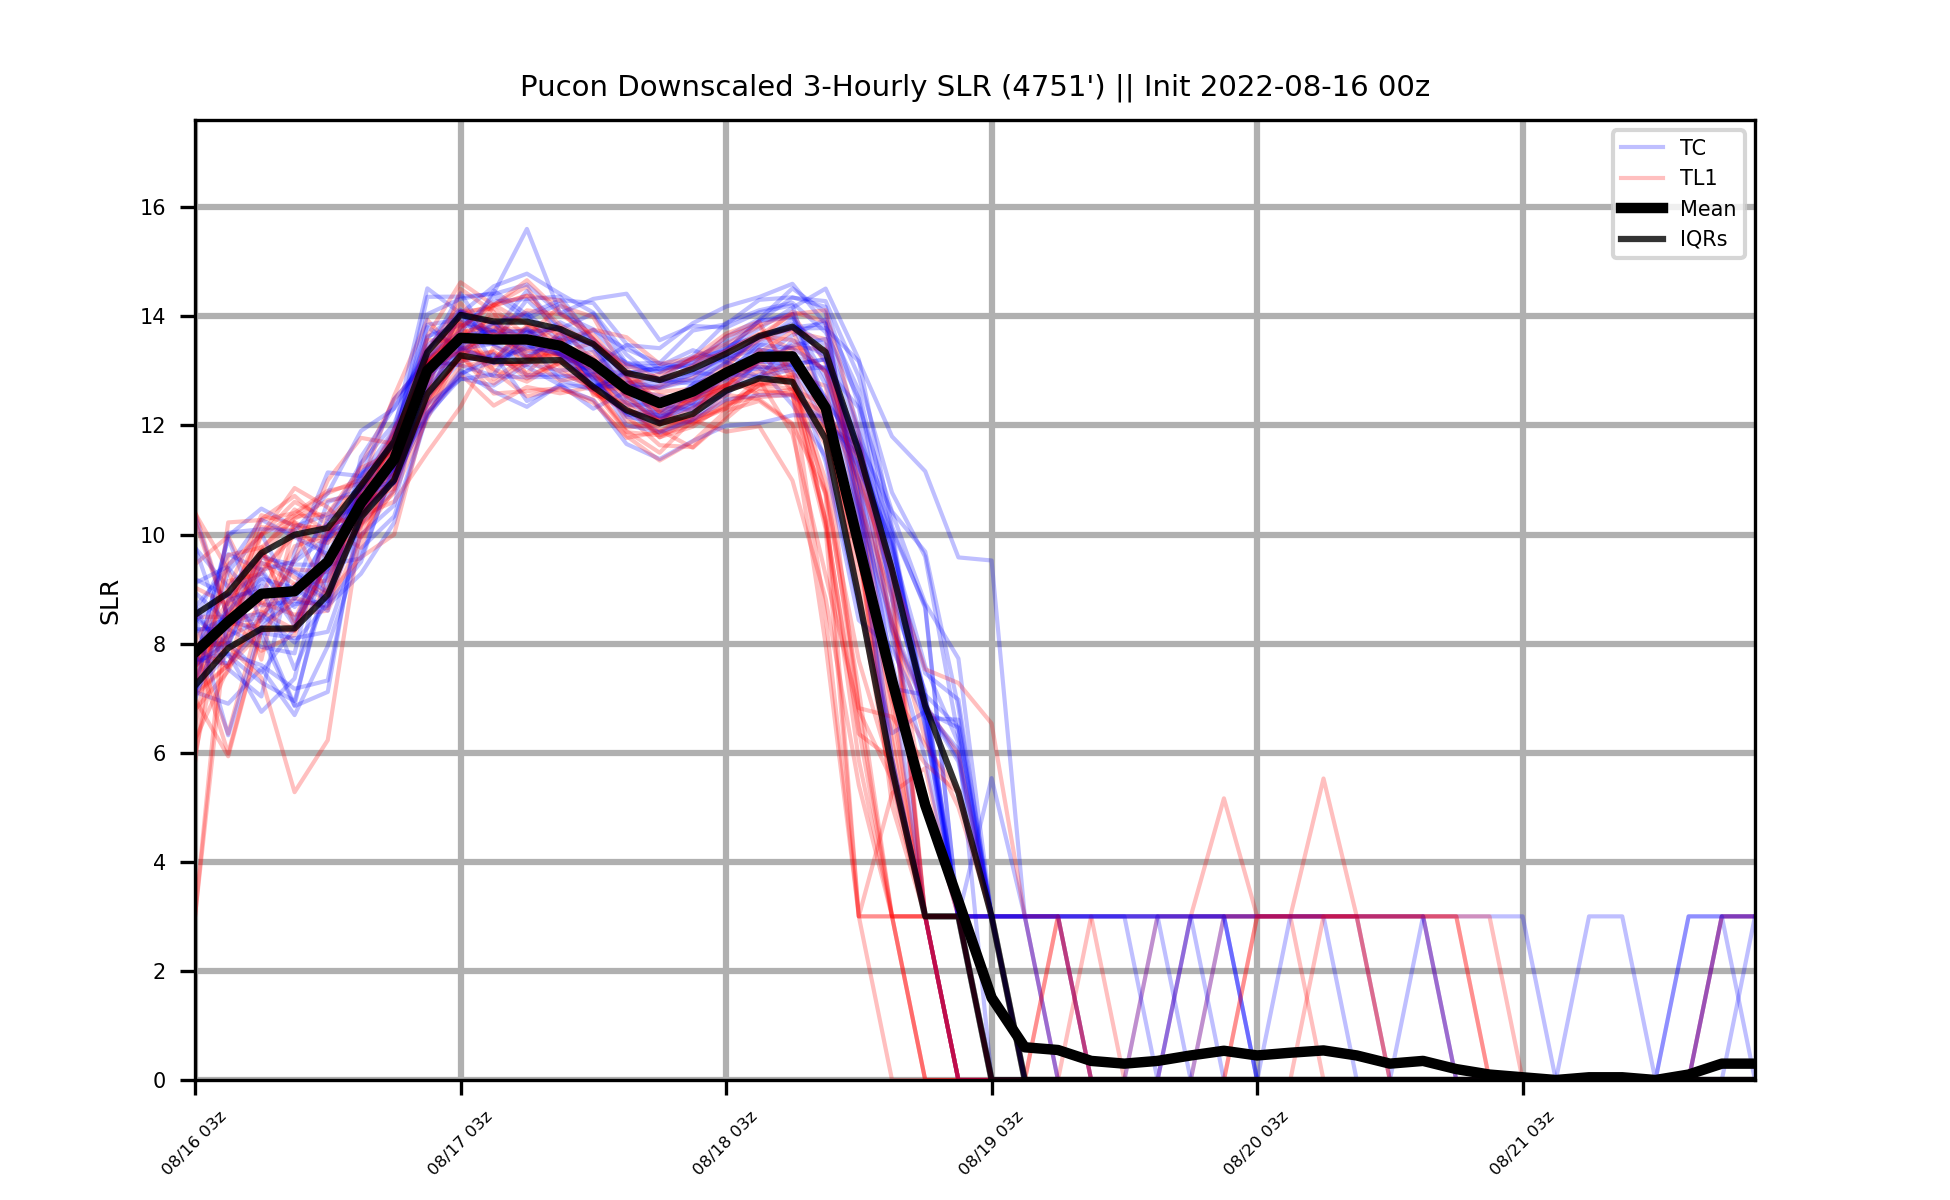 Pucon Downscaled 3-Hourly SLR (4751') || Init 2022-08-16 00z
TC
TL1
Mean
IQRs
SLR
16
14
12
10
8
6
4
2
0
08/16 03z
08/17 03z
08/18 03z
08/19 03z
08/20 03z
08/21 03z